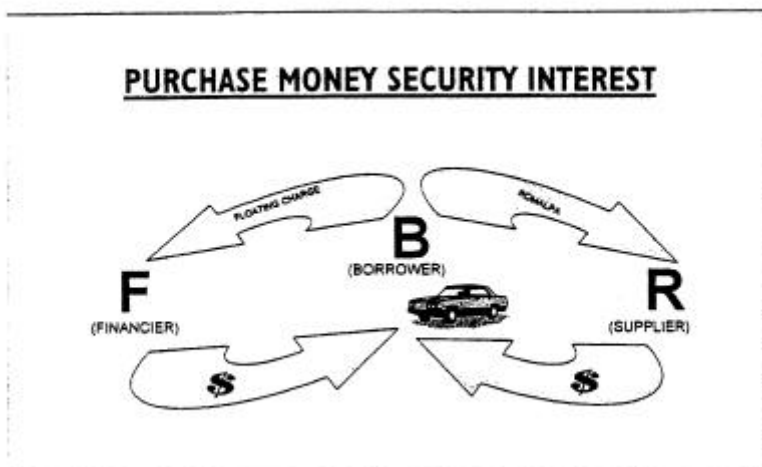 PURCHASE MONEY SECURITY INTEREST
FLOATING CHARGE
ROMALPA
B
(BORROWER)
F
(FINANCIER)
R
(SUPPLIER)
$
$